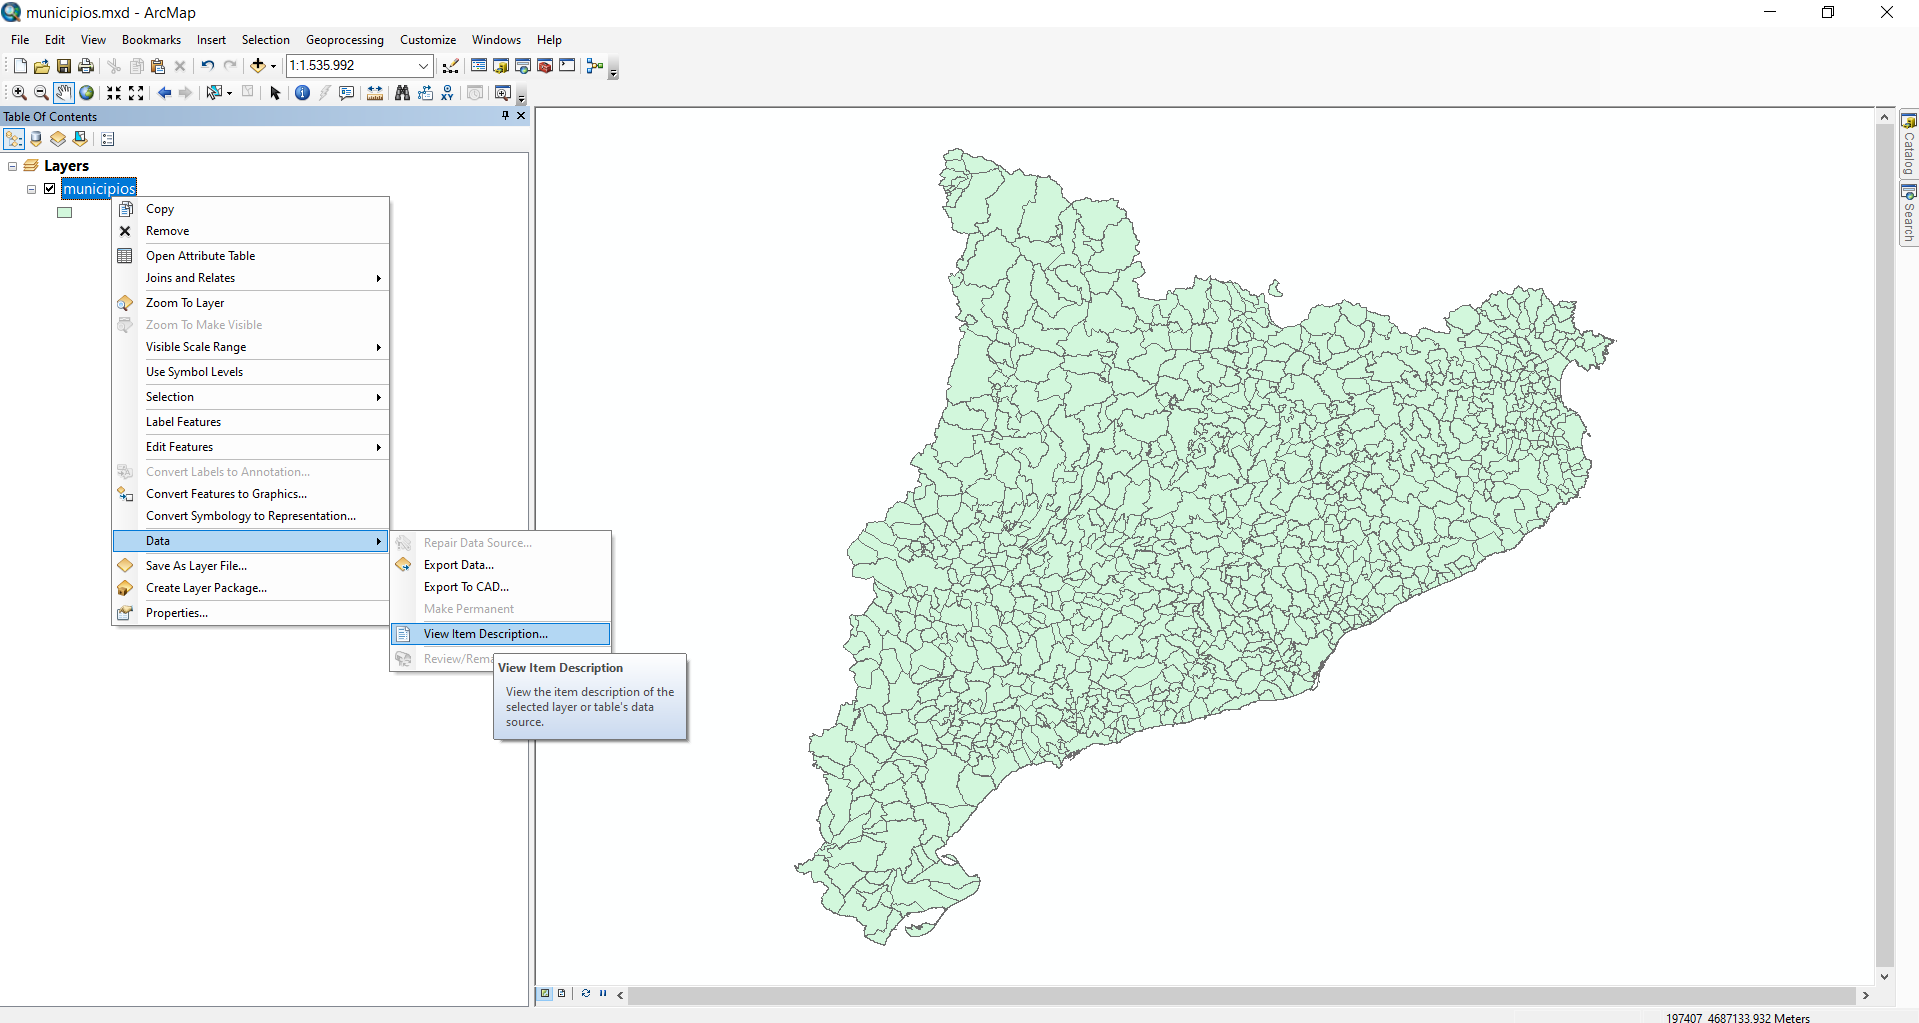 municipios.mxd - ArcMap
File Edit View Bookmarks Insert Selection Geoprocessing Customize Windows Help
1:1.535.992
Table Of Contents
Layers
municipios
Copy
Remove
Open Attribute Table
Joins and Relates
Zoom To Layer
Zoom To Make Visible
Visible Scale Range
Use Symbol Levels
Selection
Label Features
Edit Features
Convert Labels to Annotation...
Convert Features to Graphics...
Convert Symbology to Representation...
Data
Save As Layer File...
Create Layer Package...
Properties...
Repair Data Source...
Export Data...
Export To CAD...
Make Permanent
View Item Description...
Review/Rema
View Item Description
View the item description of the
selected layer or table's data
source.
Catalog
Search
197407 4687133,932 Meters